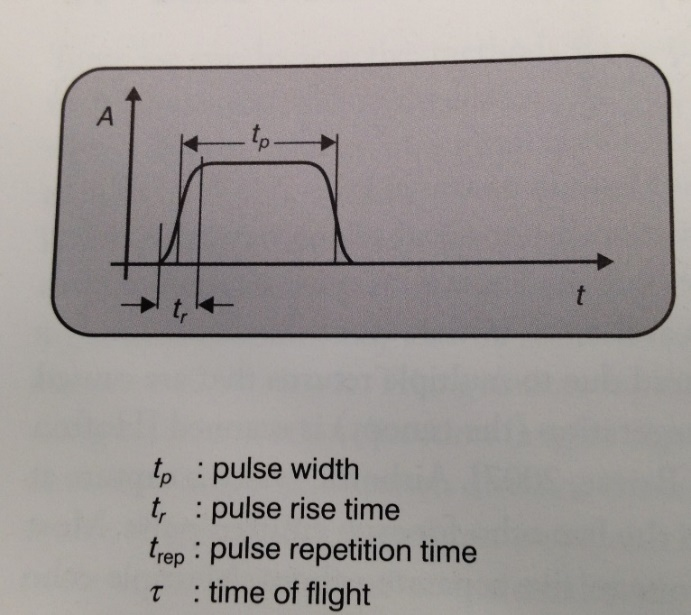 A
tp
tr
t
tp : pulse width
tr : pulse rise time
trep : pulse repetition time
τ : time of flight